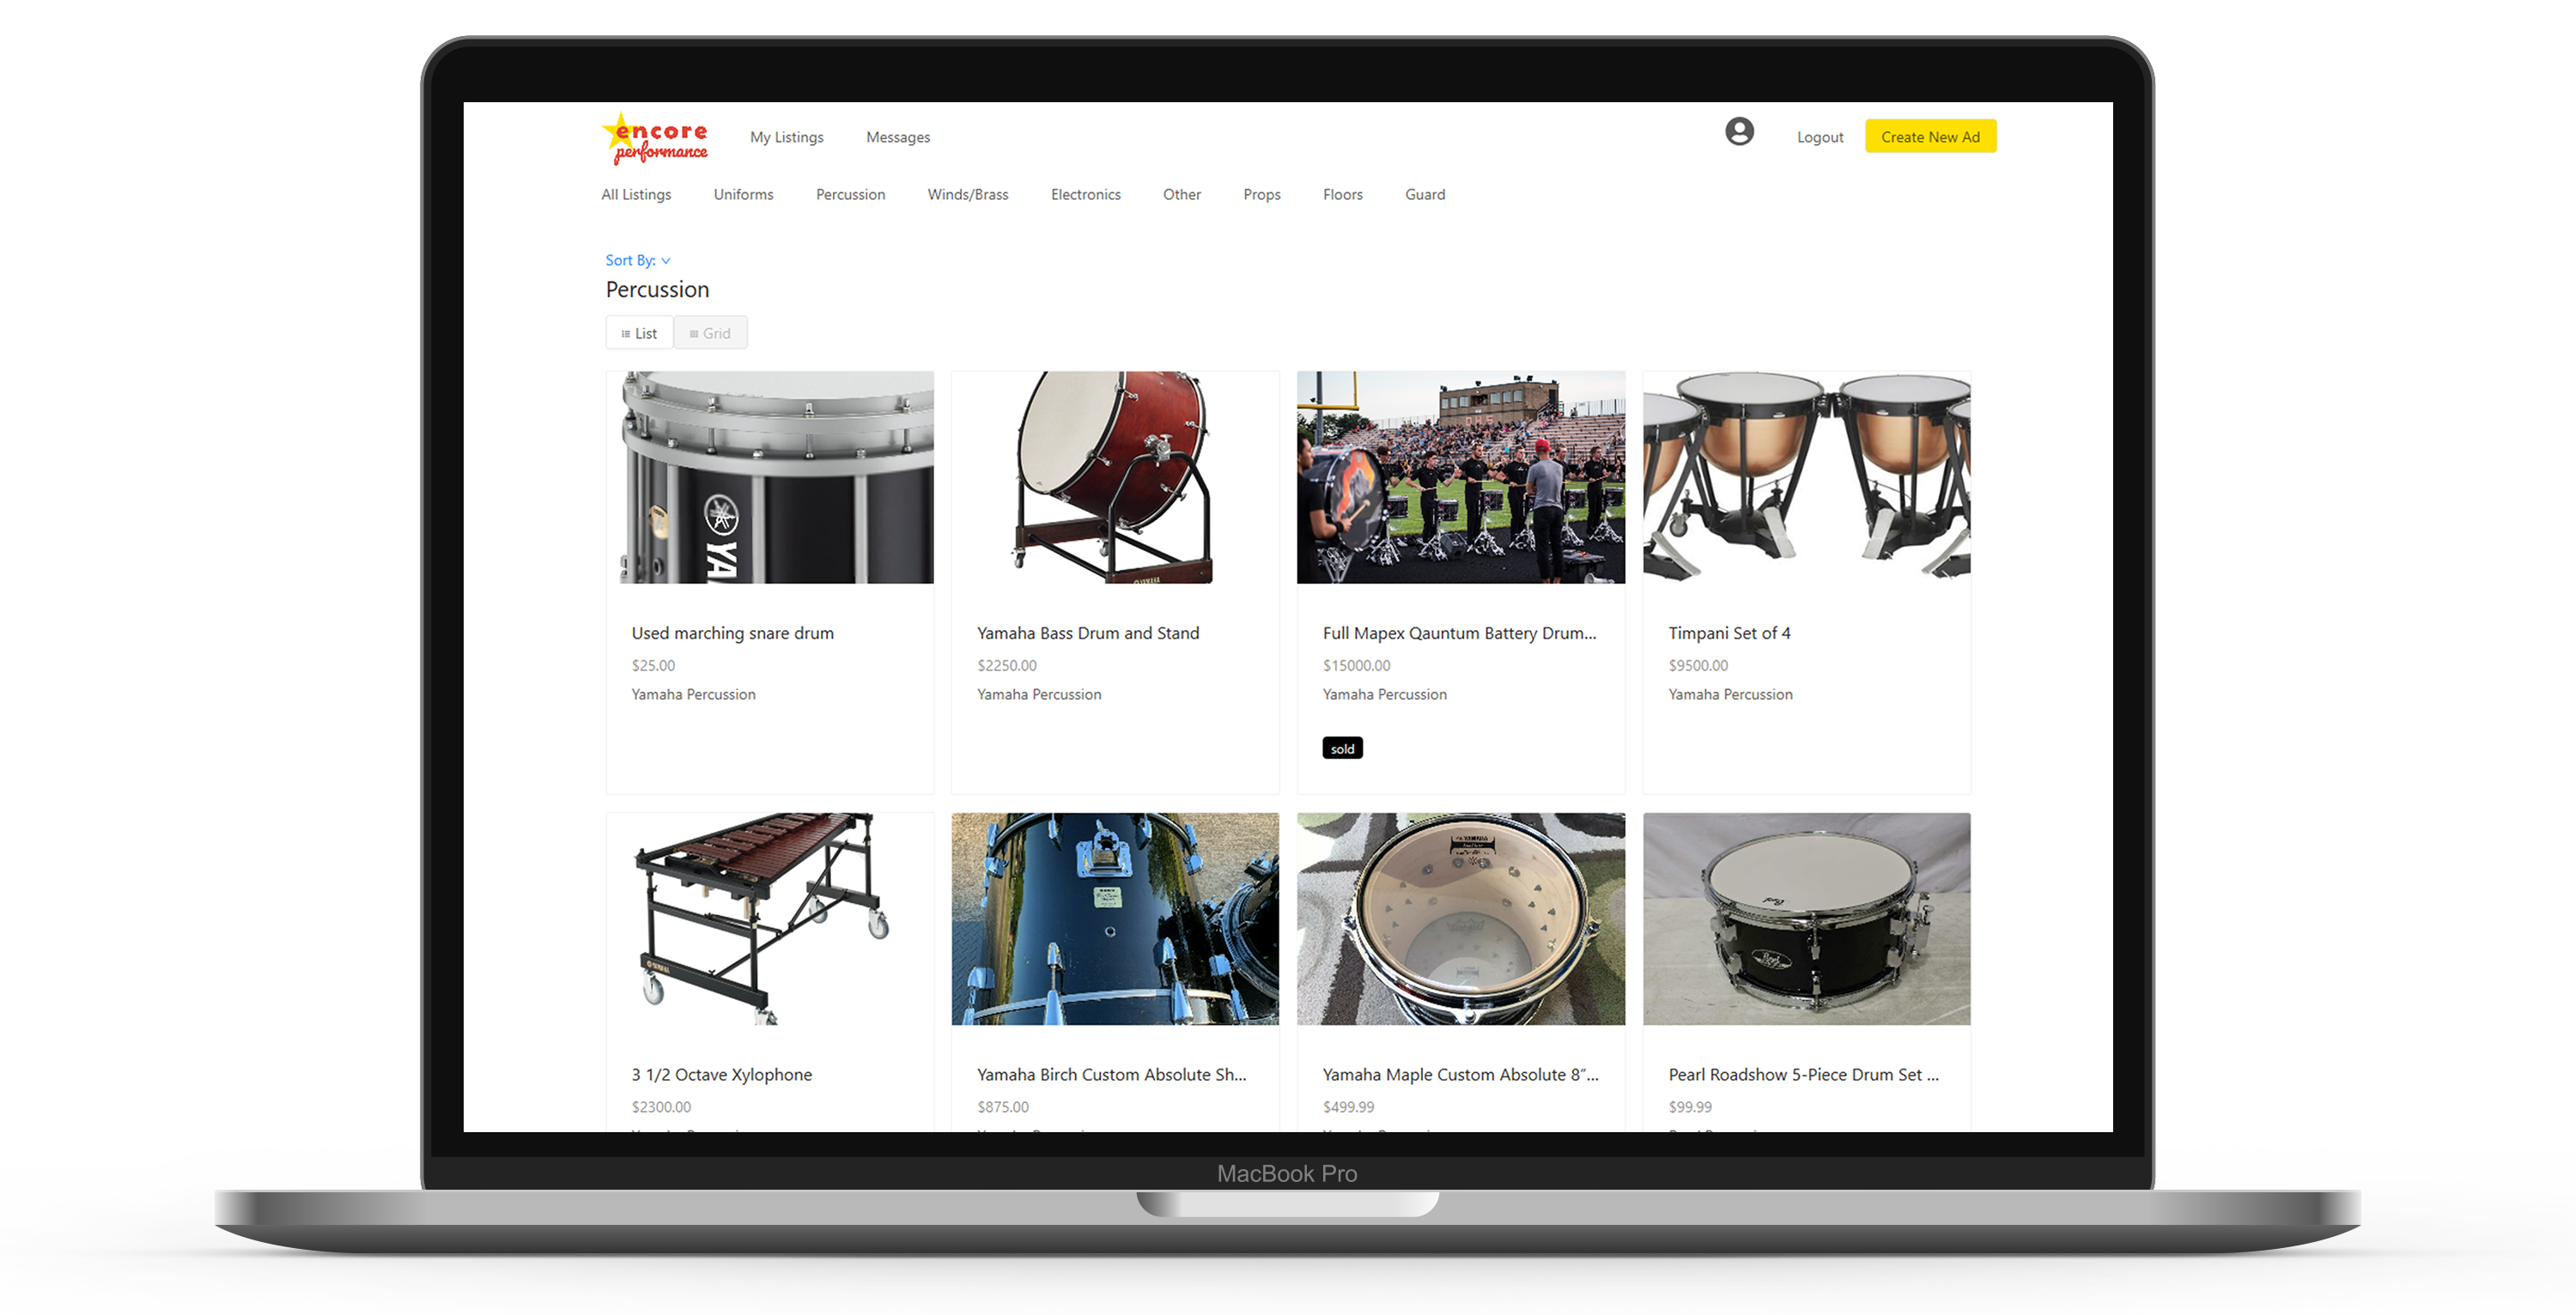 encore
performance
My Listings
Messages
Logout
Create New Ad
All Listings
Uniforms
Percussion
Winds/Brass
Electronics
Other
Props
Floors
Guard
Sort By:
Percussion
List
Grid
YA
YAMAHA
Used marching snare drum
$25.00
Yamaha Percussion
Yamaha Bass Drum and Stand
$2250.00
Yamaha Percussion
Full Mapex Qauntum Battery Drum...
$15000.00
Yamaha Percussion
sold
Timpani Set of 4
$9500.00
Yamaha Percussion
YAMAHA
YAMAHA
Pearl
3 1/2 Octave Xylophone
$2300.00
Yamaha Birch Custom Absolute Sh...
$875.00
Yamaha Maple Custom Absolute 8″...
$499.99
Pearl Roadshow 5-Piece Drum Set ...
$99.99
MacBook Pro